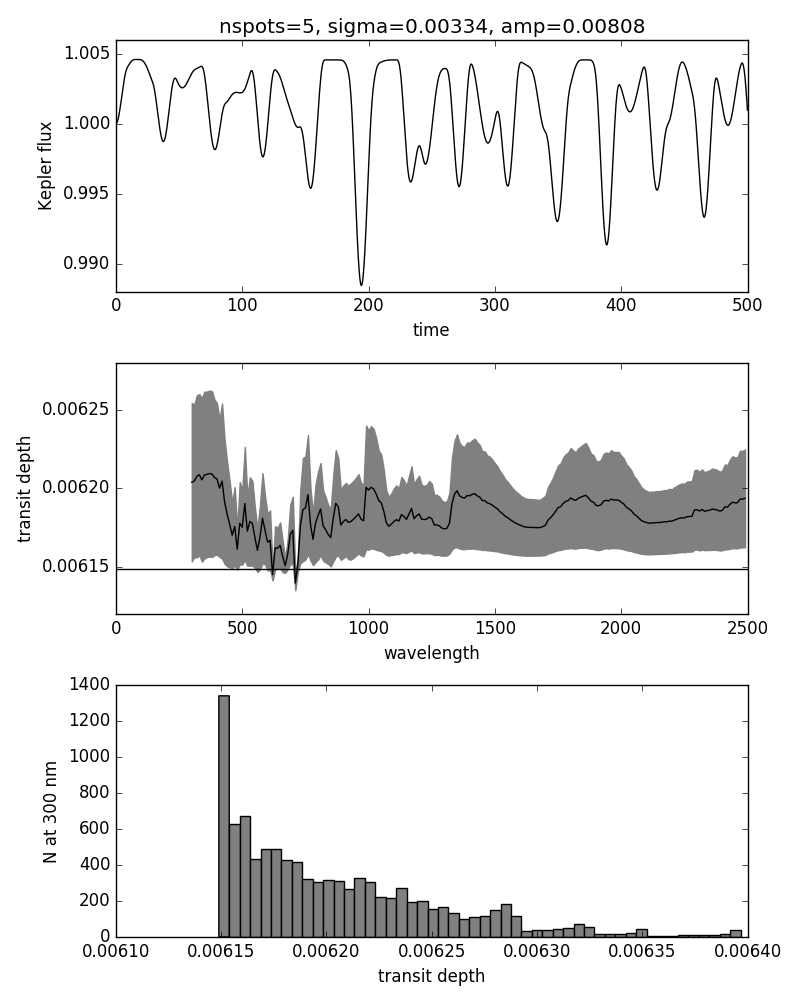 nspots=5, sigma=0.00334, amp=0.00808
1.005
1.000
0.995
0.990
Kepler flux
0 100 200 300 400 500
time
0.00625
0.00620
0.00615
transit depth
0 500 1000 1500 2000 2500
wavelength
1400
1200
1000
800
600
400
200
0
N at 300 nm
0.00610 0.00615 0.00620 0.00625 0.00630 0.00635 0.00640
transit depth